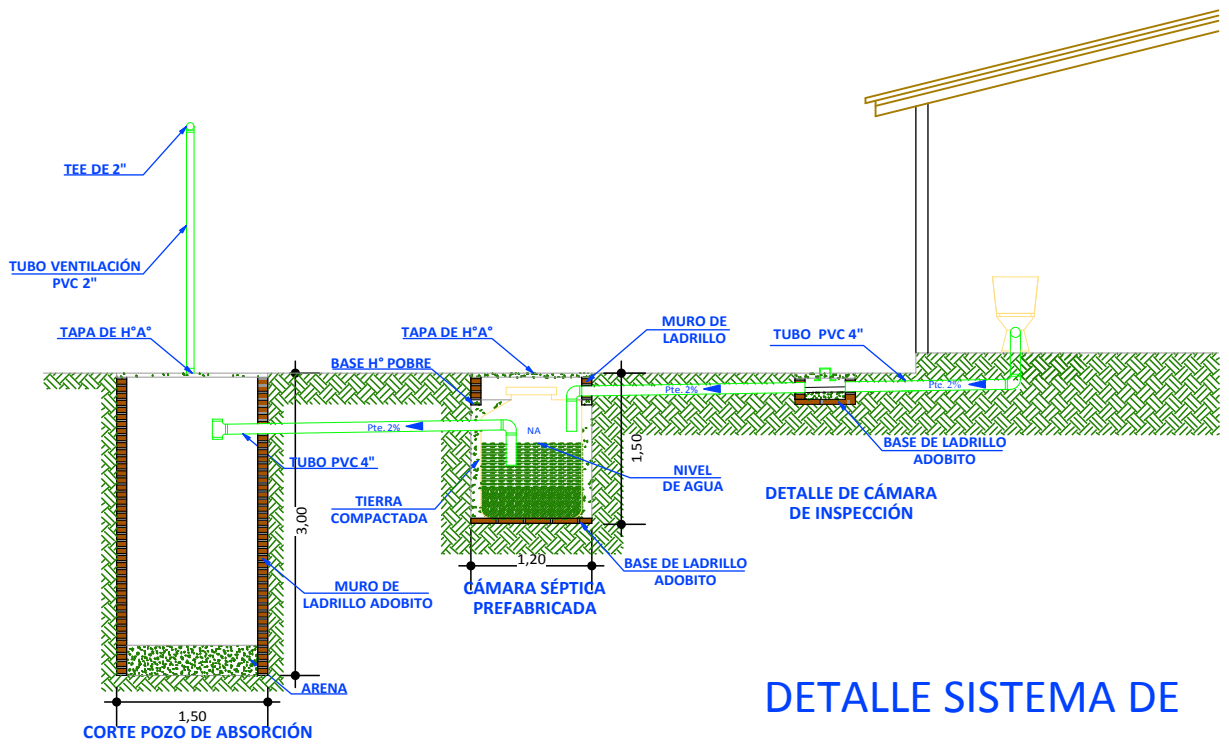 TEE DE 2"
TUBO VENTILACIÓN
PVC 2"
TAPA DE H°A°
TAPA DE H°A°
BASE H° POBRE
MURO DE
LADRILLO
TUBO PVC 4"
Pte. 2%
Pte. 2%
Pte. 2%
NA
TUBO PVC 4"
1,50
BASE DE LADRILLO
ADOBITO
NIVEL
DE AGUA
DETALLE DE CÁMARA
DE INSPECCIÓN
TIERRA
COMPACTADA
3,00
1,20
BASE DE LADRILLO
ADOBITO
CÁMARA SÉPTICA
PREFABRICADA
MURO DE
LADRILLO ADOBITO
ARENA
1,50
CORTE POZO DE ABSORCIÓN
DETALLE SISTEMA DE